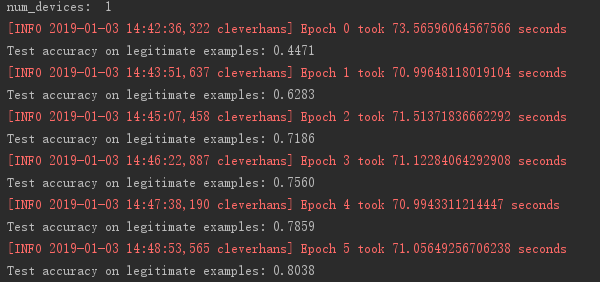 num_devices:  1
[INFO 2019-01-03 14:42:36,322 cleverhans] Epoch 0 took 73.56596064567566 seconds
Test accuracy on legitimate examples: 0.4471
[INFO 2019-01-03 14:43:51,637 cleverhans] Epoch 1 took 70.99648118019104 seconds
Test accuracy on legitimate examples: 0.6283
[INFO 2019-01-03 14:45:07,458 cleverhans] Epoch 2 took 71.51371836662292 seconds
Test accuracy on legitimate examples: 0.7186
[INFO 2019-01-03 14:46:22,887 cleverhans] Epoch 3 took 71.12284064292908 seconds
Test accuracy on legitimate examples: 0.7560
[INFO 2019-01-03 14:47:38,190 cleverhans] Epoch 4 took 70.9943311214447 seconds
Test accuracy on legitimate examples: 0.7859
[INFO 2019-01-03 14:48:53,565 cleverhans] Epoch 5 took 71.05649256706238 seconds
Test accuracy on legitimate examples: 0.8038